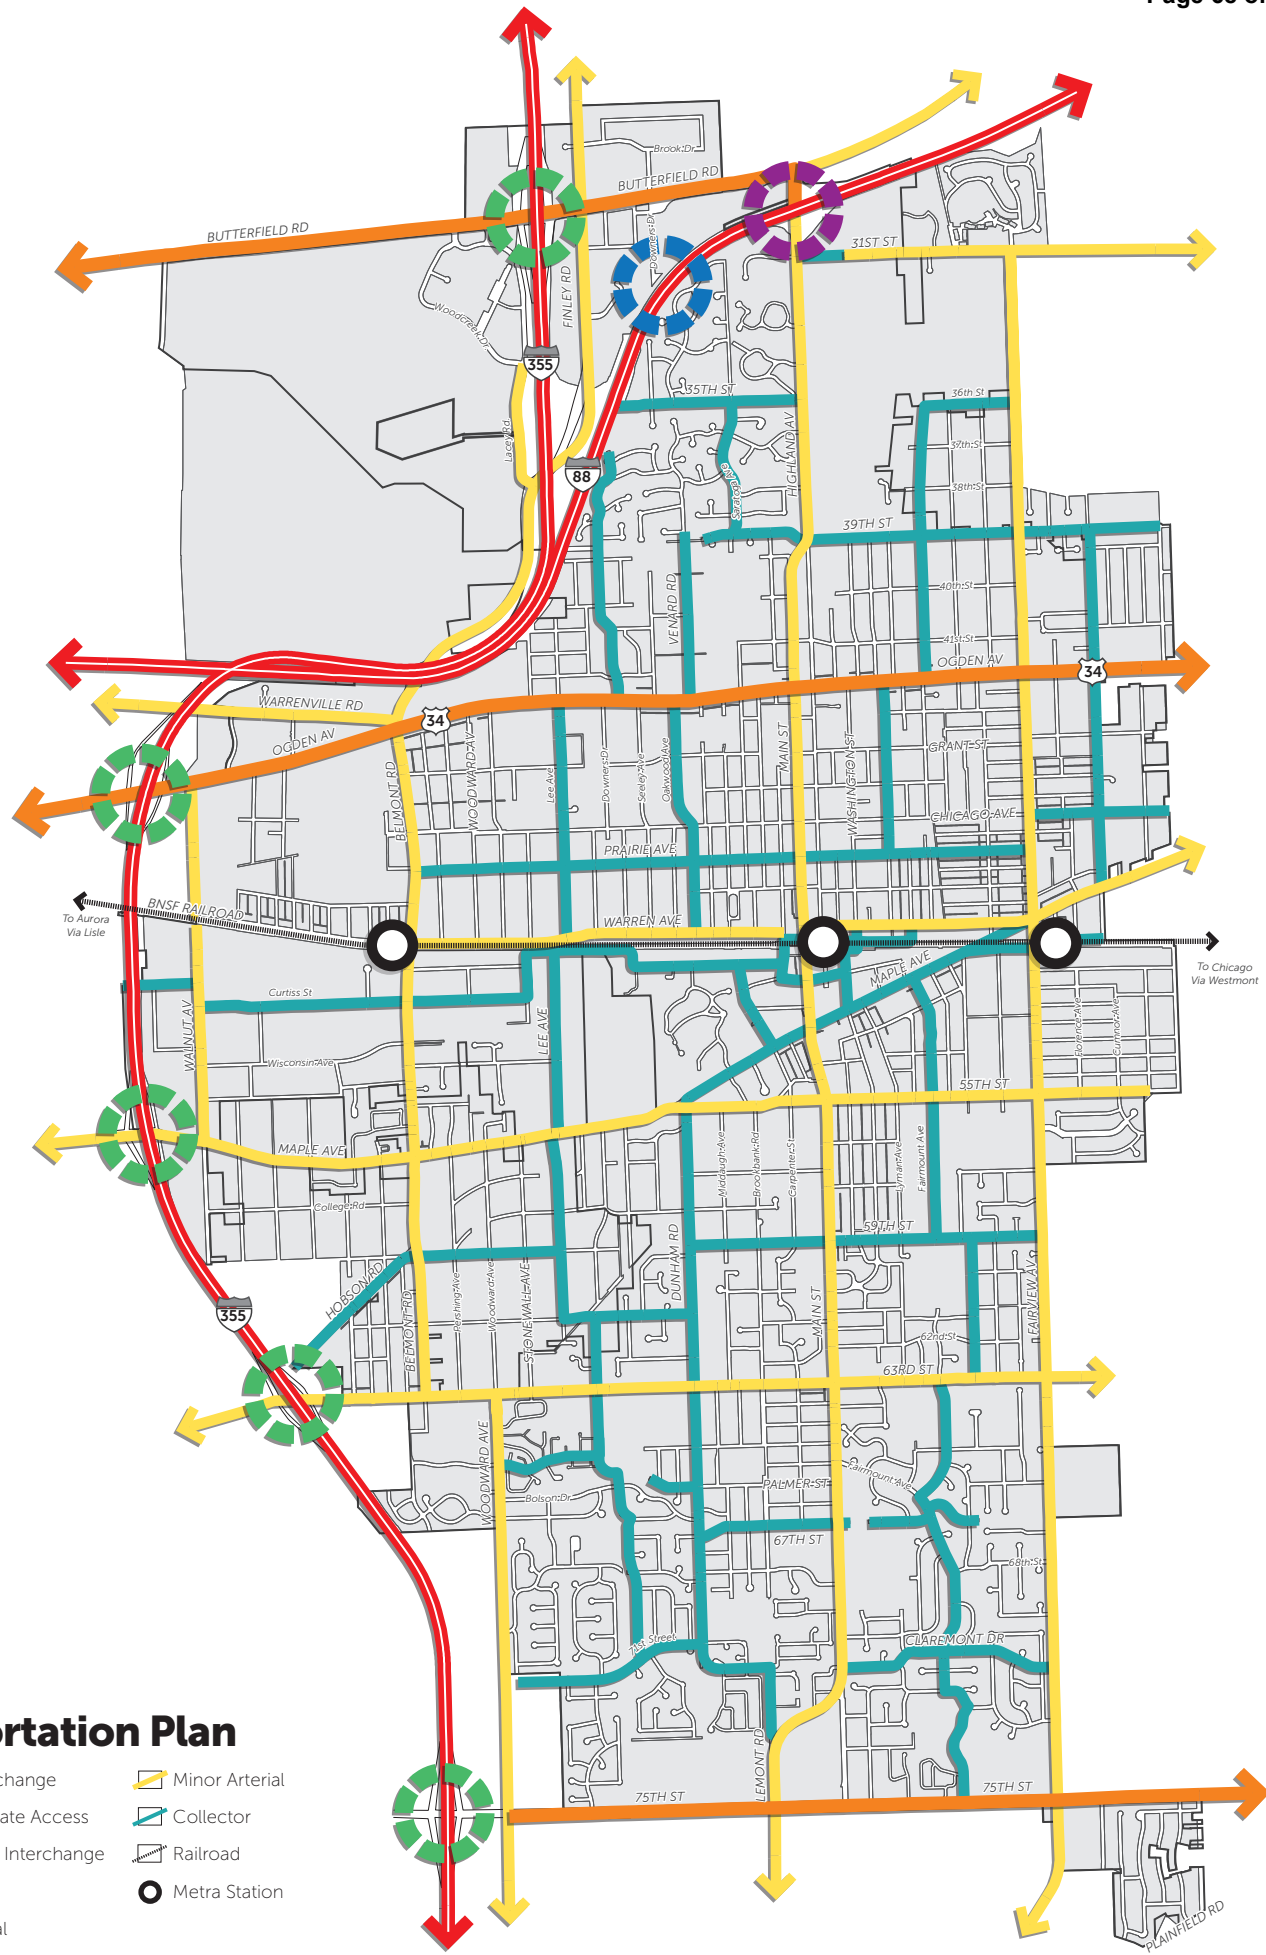 Brook Dr
BUTTERFIELD RD
BUTTERFIELD RD
Downers Dr
31ST ST
FINLEY RD
Woodcreek Dr
355
35TH ST
36th St
Lacey Rd
HIGHLAND AV
37th St
88
Saratoga Ave
38th St
39TH ST
VENARD RD
40th St
41st St
OGDEN AV
34
WARRENVILLE RD
34
OGDEN AV
BELMONT RD
WOODWARD AV
Lee Ave
Downers Dr
Seeley Ave
Oakwood Ave
MAIN ST
WASHINGTON ST
GRANT ST
CHICAGO AVE
PRAIRIE AVE
BNSF RAILROAD
To Aurora
Via Lisle
WARREN AVE
MAPLE AVE
To Chicago
Via Westmont
Curtiss St
WALNUT AV
LEE AVE
Florence Ave
Cumnor Ave
Wisconsin Ave
55TH ST
MAPLE AVE
Middaugh Ave
Brookbank Rd
Carpenter St
Lyman Ave
Fairmount Ave
College Rd
59TH ST
DUNHAM RD
HOBSON RD
355
BELMONT RD
Pershing Ave
Woodward Ave
STONEWALL AVE
MAIN ST
62nd St
FAIRVIEW AV
63RD ST
WOODWARD AVE
Bolson Dr
PALMER ST
Fairmount Ave
67TH ST
68th St
71st Street
CLAREMONT DR
LEMONT RD
75TH ST
75TH ST
PLAINFIELD RD
ortation Plan
change
Minor Arterial
ate Access
Collector
Interchange
Railroad
Metra Station
al